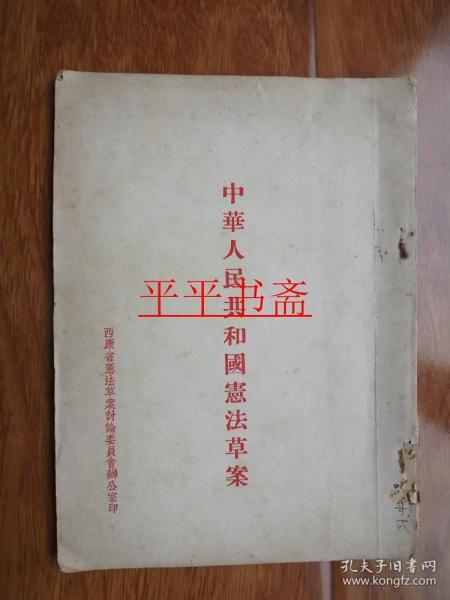 中華人民共和國憲法草案
西康省憲法草案討論委員會辦公室印
平平书斋
孔夫子旧书网
www.kongfz.com